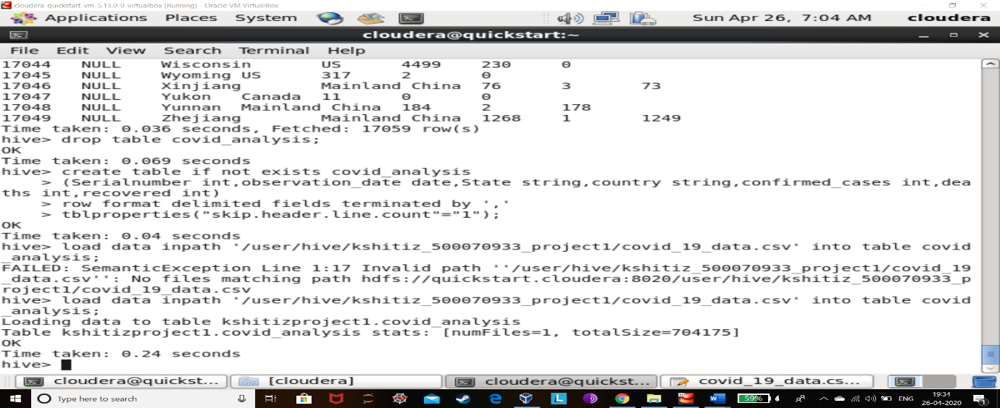 cloudera-quickstart-vm-5.13.0-0-virtualbox [Running] - Oracle VM VirtualBox
Applications Places System Sun Apr 26, 7:04 AM cloudera
cloudera@quickstart:~
File Edit View Search Terminal Help
17044 NULL Wisconsin US 4499 230 0
17045 NULL Wyoming US 317 2 0
17046 NULL Xinjiang Mainland China 76 3 73
17047 NULL Yukon Canada 11 0 0
17048 NULL Yunnan Mainland China 184 2 178
17049 NULL Zhejiang Mainland China 1268 1 1249
Time taken: 0.036 seconds, Fetched: 17059 row(s)
hive> drop table covid_analysis;
OK
Time taken: 0.069 seconds
hive> create table if not exists covid_analysis
    > (Serialnumber int,observation_date date,State string,country string,confirmed_cases int,dea
ths int,recovered int)
    > row format delimited fields terminated by ','
    > tblproperties("skip.header.line.count"="1");
OK
Time taken: 0.04 seconds
hive> load data inpath '/user/hive/kshitiz_500070933_project1/covid_19_data.csv' into table covid
_analysis;
FAILED: SemanticException Line 1:17 Invalid path ''/user/hive/kshitiz_500070933_project1/covid_19
_data.csv'': No files matching path hdfs://quickstart.cloudera:8020/user/hive/kshitiz_500070933_p
roject1/covid_19_data.csv
hive> load data inpath '/user/hive/kshitiz_500070933_project1/covid_19_data.csv' into table covid
_analysis;
Loading data to table kshitizproject1.covid_analysis
Table kshitizproject1.covid_analysis stats: [numFiles=1, totalSize=704175]
OK
Time taken: 0.24 seconds
hive>
cloudera@quickst... [cloudera] cloudera@quickst... covid_19_data.cs...
Type here to search 59% ENG 19:34
26-04-2020 1